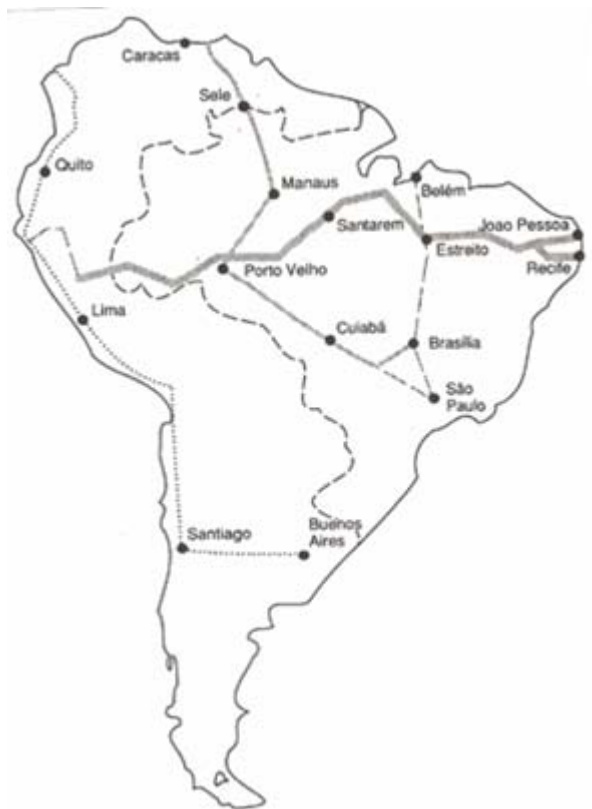 Caracas
Sele
Quito
Manaus
Belém
Santarem
Joao Pessoa
Estreito
Recife
Porto Velho
Lima
Cuiabá
Brasília
São
Paulo
Santiago
Buenos
Aires